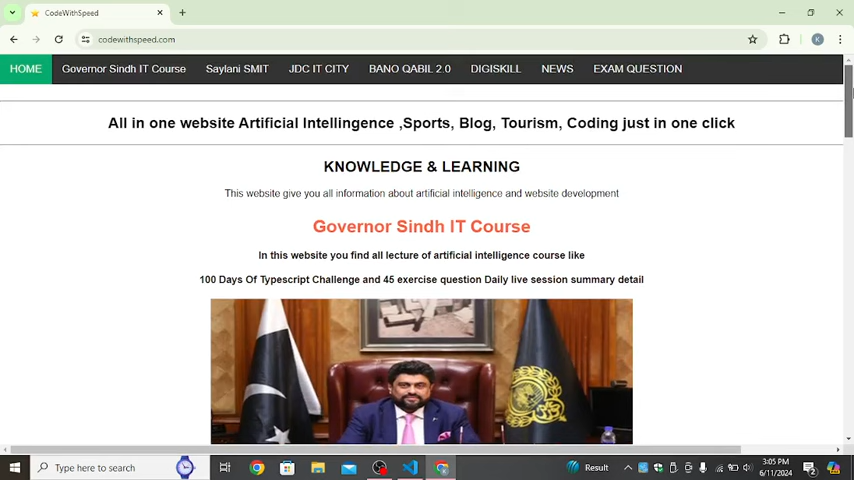 CodeWithSpeed
codewithspeed.com
K
HOME Governor Sindh IT Course Saylani SMIT JDC IT CITY BANO QABIL 2.0 DIGISKILL NEWS EXAM QUESTION
All in one website Artificial Intellingence ,Sports, Blog, Tourism, Coding just in one click
KNOWLEDGE & LEARNING
This website give you all information about artificial intelligence and website development
Governor Sindh IT Course
In this website you find all lecture of artificial intelligence course like
100 Days Of Typescript Challenge and 45 exercise question Daily live session summary detail
Type here to search
Result
3:05 PM
6/11/2024
2